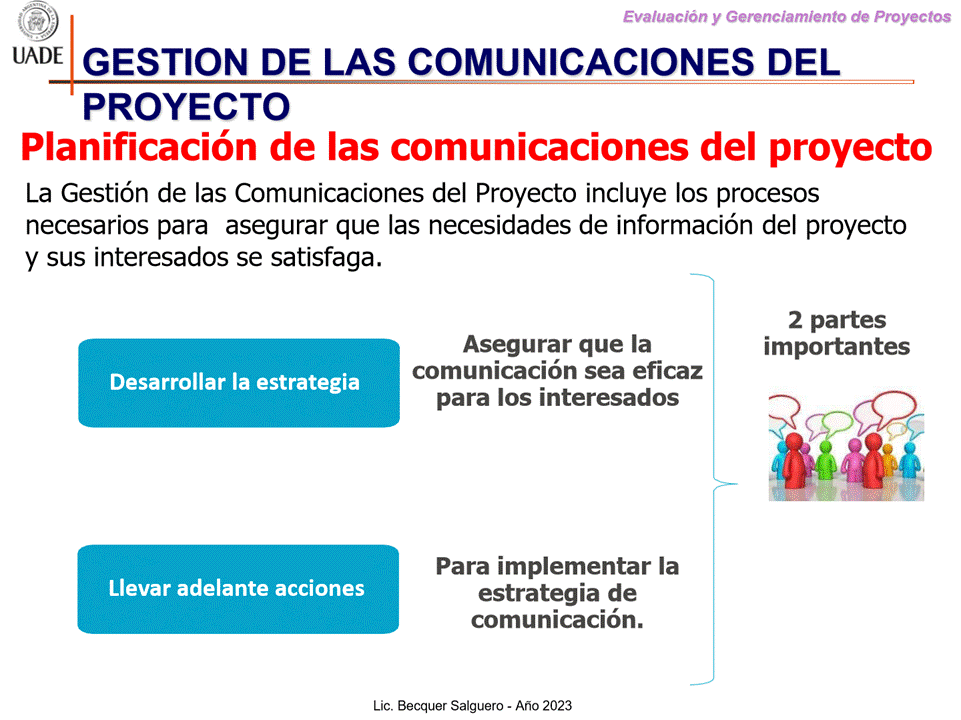 Evaluación y Gerenciamiento de Proyectos
UADE
GESTION DE LAS COMUNICACIONES DEL
PROYECTO
Planificación de las comunicaciones del proyecto
La Gestión de las Comunicaciones del Proyecto incluye los procesos
necesarios para  asegurar que las necesidades de información del proyecto
y sus interesados se satisfaga.
Desarrollar la estrategia
Asegurar que la
comunicación sea eficaz
para los interesados
2 partes
importantes
Llevar adelante acciones
Para implementar la
estrategia de
comunicación.
Lic. Becquer Salguero - Año 2023